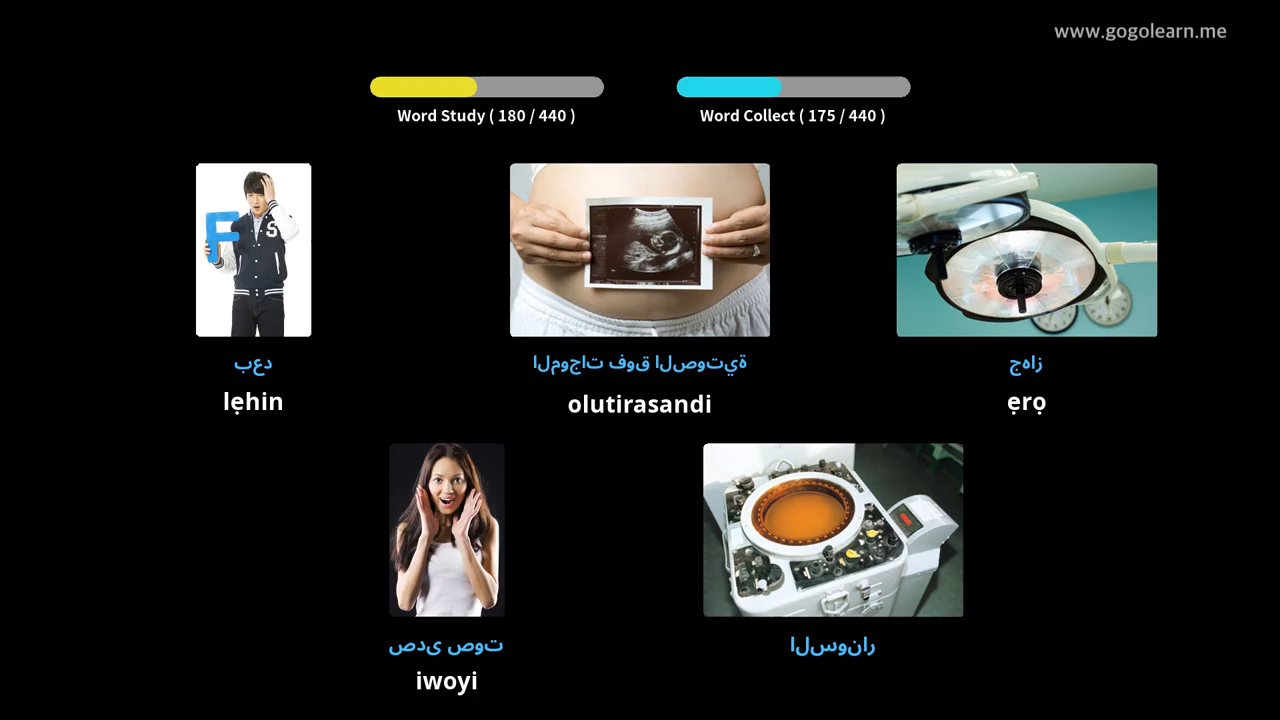 www.gogolearn.me
Word Study ( 180 / 440 )
Word Collect ( 175 / 440 )
بعد
lẹhin
الموجات فوق الصوتية
olutirasandi
جهاز
ẹrọ
صدى صوت
iwoyi
السونار